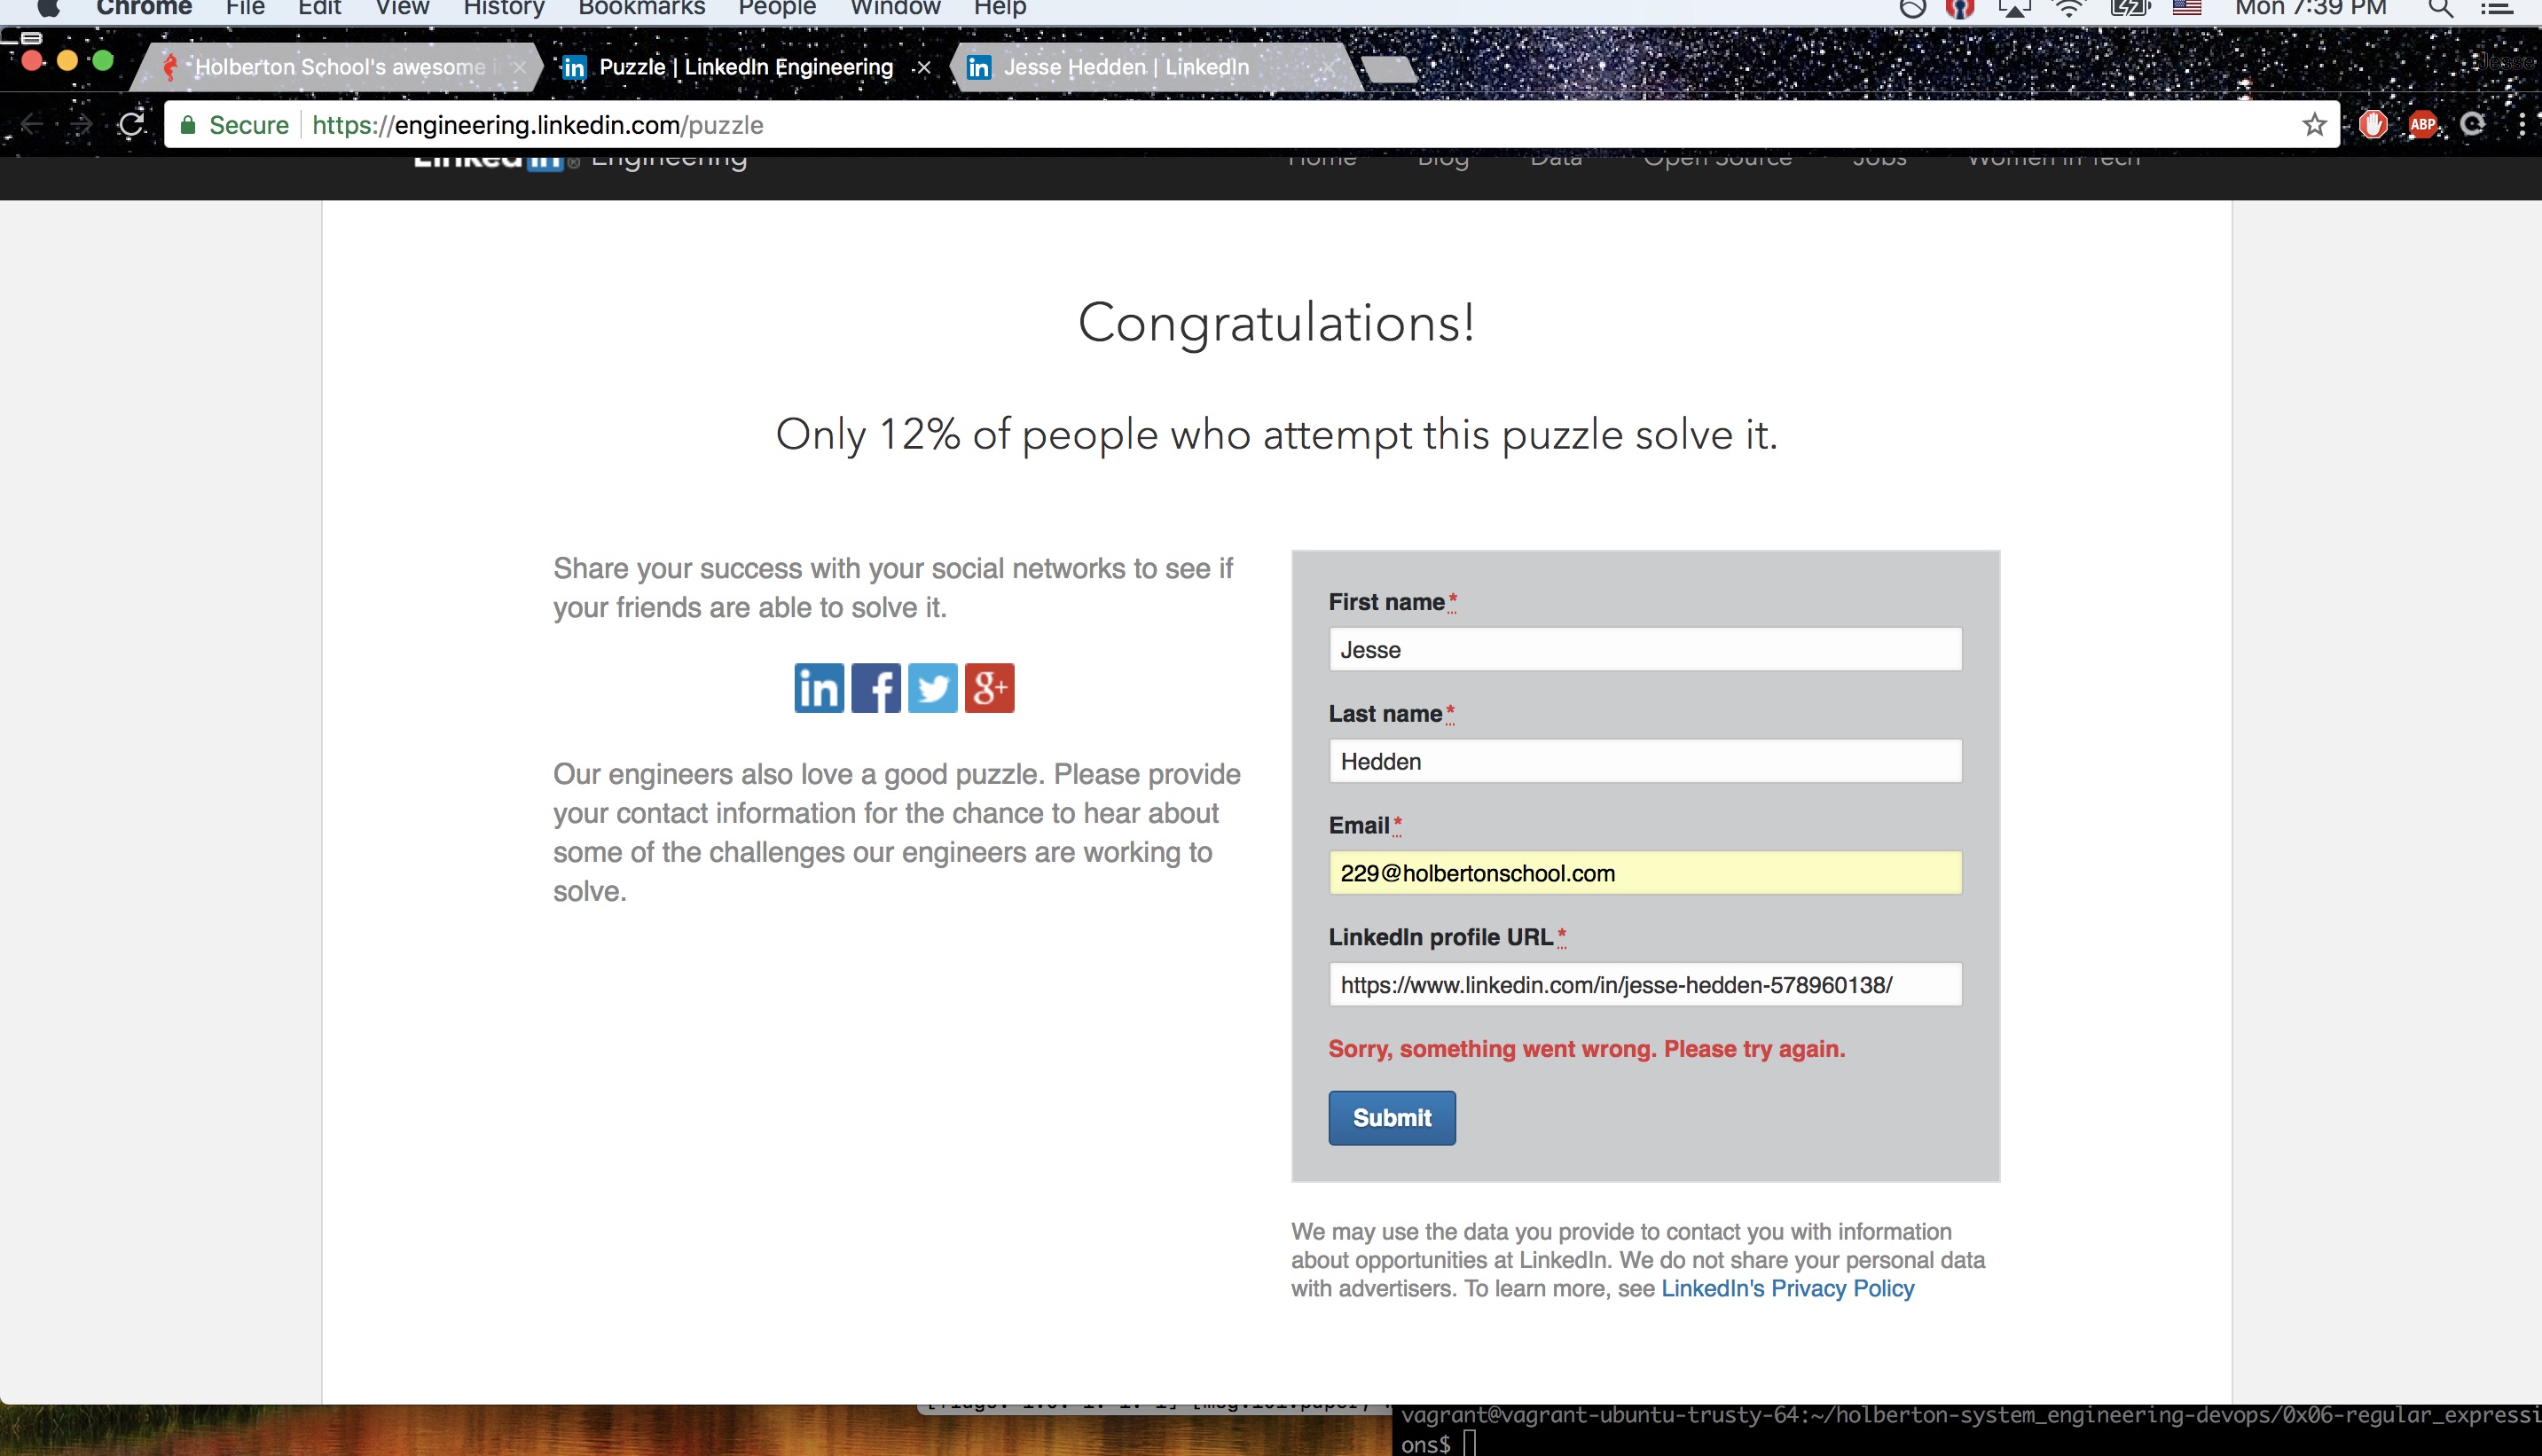 Chrome File Edit View History Bookmarks People Window Help Mon 7:39 PM
Holberton School's awesome Puzzle | LinkedIn Engineering Jesse Hedden | LinkedIn Jesse
Secure https://engineering.linkedin.com/puzzle ABP
LinkedIn Engineering Home Blog Data Open Source Jobs Women in Tech
Congratulations!
Only 12% of people who attempt this puzzle solve it.
Share your success with your social networks to see if
your friends are able to solve it.
in f g+
Our engineers also love a good puzzle. Please provide
your contact information for the chance to hear about
some of the challenges our engineers are working to
solve.
First name*
Jesse
Last name*
Hedden
Email*
229@holbertonschool.com
LinkedIn profile URL*
https://www.linkedin.com/in/jesse-hedden-578960138/
Sorry, something went wrong. Please try again.
Submit
We may use the data you provide to contact you with information
about opportunities at LinkedIn. We do not share your personal data
with advertisers. To learn more, see LinkedIn's Privacy Policy
vagrant@vagrant-ubuntu-trusty-64:~/holberton-system_engineering-devops/0x06-regular_expressi
ons$